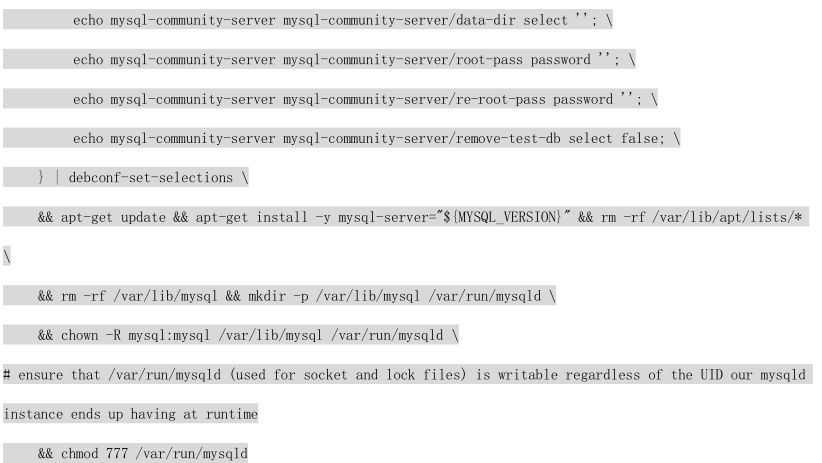 echo mysql-community-server mysql-community-server/data-dir select ''; \
echo mysql-community-server mysql-community-server/root-pass password ''; \
echo mysql-community-server mysql-community-server/re-root-pass password ''; \
echo mysql-community-server mysql-community-server/remove-test-db select false; \
} | debconf-set-selections \
&& apt-get update && apt-get install -y mysql-server="${MYSQL_VERSION}" && rm -rf /var/lib/apt/lists/*
\
&& rm -rf /var/lib/mysql && mkdir -p /var/lib/mysql /var/run/mysqld \
&& chown -R mysql:mysql /var/lib/mysql /var/run/mysqld \
# ensure that /var/run/mysqld (used for socket and lock files) is writable regardless of the UID our mysqld
instance ends up having at runtime
&& chmod 777 /var/run/mysqld